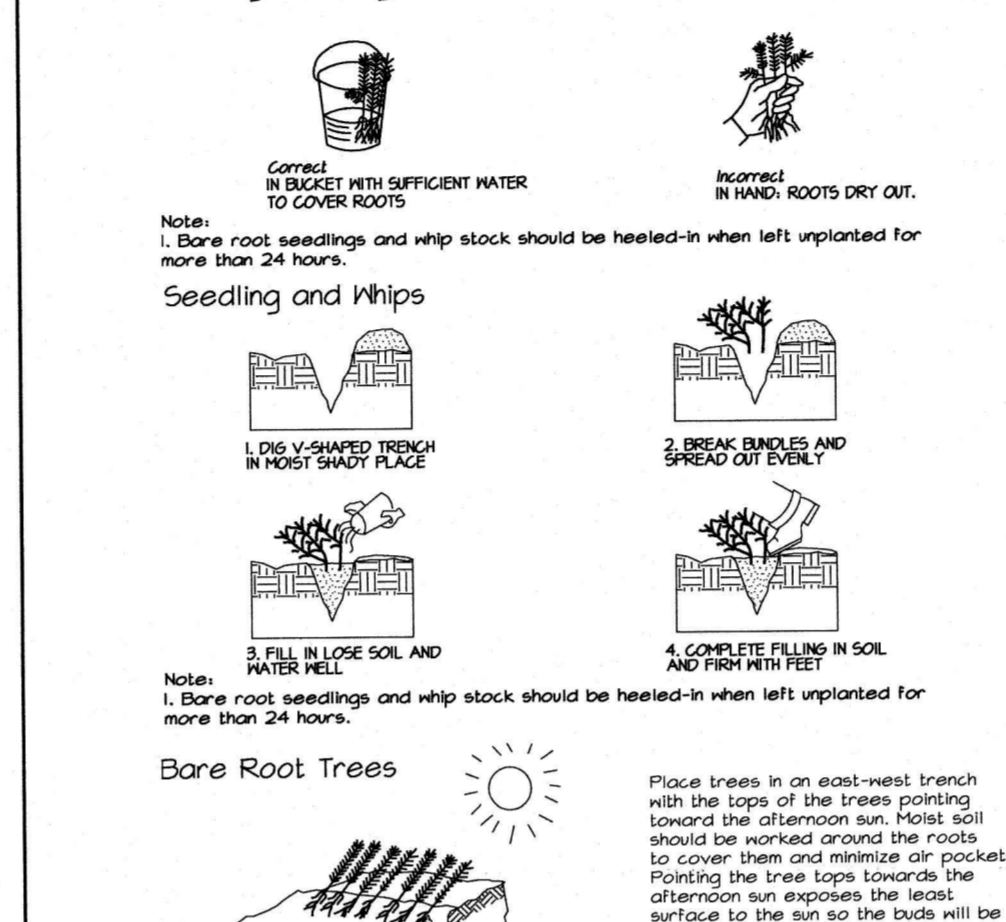 Correct
IN BUCKET WITH SUFFICIENT WATER
TO COVER ROOTS
Incorrect
IN HAND: ROOTS DRY OUT.
Note:
1. Bare root seedlings and whip stock should be heeled-in when left unplanted for
more than 24 hours.
Seedling and Whips
1. DIG V-SHAPED TRENCH
IN MOIST SHADY PLACE
2. BREAK BUNDLES AND
SPREAD OUT EVENLY
3. FILL IN LOSE SOIL AND
WATER WELL
4. COMPLETE FILLING IN SOIL
AND FIRM WITH FEET
Note:
1. Bare root seedlings and whip stock should be heeled-in when left unplanted for
more than 24 hours.
Bare Root Trees
Place trees in an east-west trench
with the tops of the trees pointing
toward the afternoon sun. Moist soil
should be worked around the roots
to cover them and minimize air pocket
Pointing the tree tops towards the
afternoon sun exposes the least
surface to the sun so the buds will be